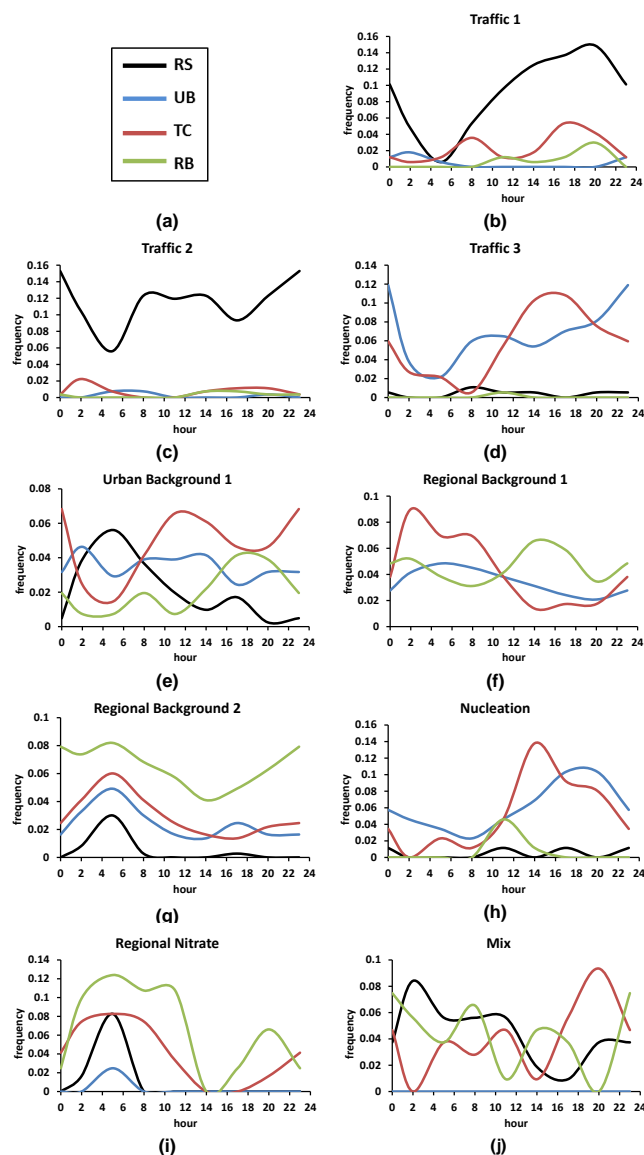 RS
UB
TC
RB
(a)
Traffic 1
frequency
0.16
0.14
0.12
0.1
0.08
0.06
0.04
0.02
0
0 2 4 6 8 10 12 14 16 18 20 22 24
hour
(b)
Traffic 2
frequency
0.16
0.14
0.12
0.1
0.08
0.06
0.04
0.02
0
0 2 4 6 8 10 12 14 16 18 20 22 24
hour
(c)
Traffic 3
frequency
0.14
0.12
0.1
0.08
0.06
0.04
0.02
0
0 2 4 6 8 10 12 14 16 18 20 22 24
hour
(d)
Urban Background 1
frequency
0.08
0.06
0.04
0.02
0
0 2 4 6 8 10 12 14 16 18 20 22 24
hour
(e)
Regional Background 1
frequency
0.1
0.08
0.06
0.04
0.02
0
0 2 4 6 8 10 12 14 16 18 20 22 24
hour
(f)
Regional Background 2
frequency
0.1
0.08
0.06
0.04
0.02
0
0 2 4 6 8 10 12 14 16 18 20 22 24
hour
(g)
Nucleation
frequency
0.16
0.14
0.12
0.1
0.08
0.06
0.04
0.02
0
0 2 4 6 8 10 12 14 16 18 20 22 24
hour
(h)
Regional Nitrate
frequency
0.14
0.12
0.1
0.08
0.06
0.04
0.02
0
0 2 4 6 8 10 12 14 16 18 20 22 24
hour
(i)
Mix
frequency
0.1
0.08
0.06
0.04
0.02
0
0 2 4 6 8 10 12 14 16 18 20 22 24
hour
(j)